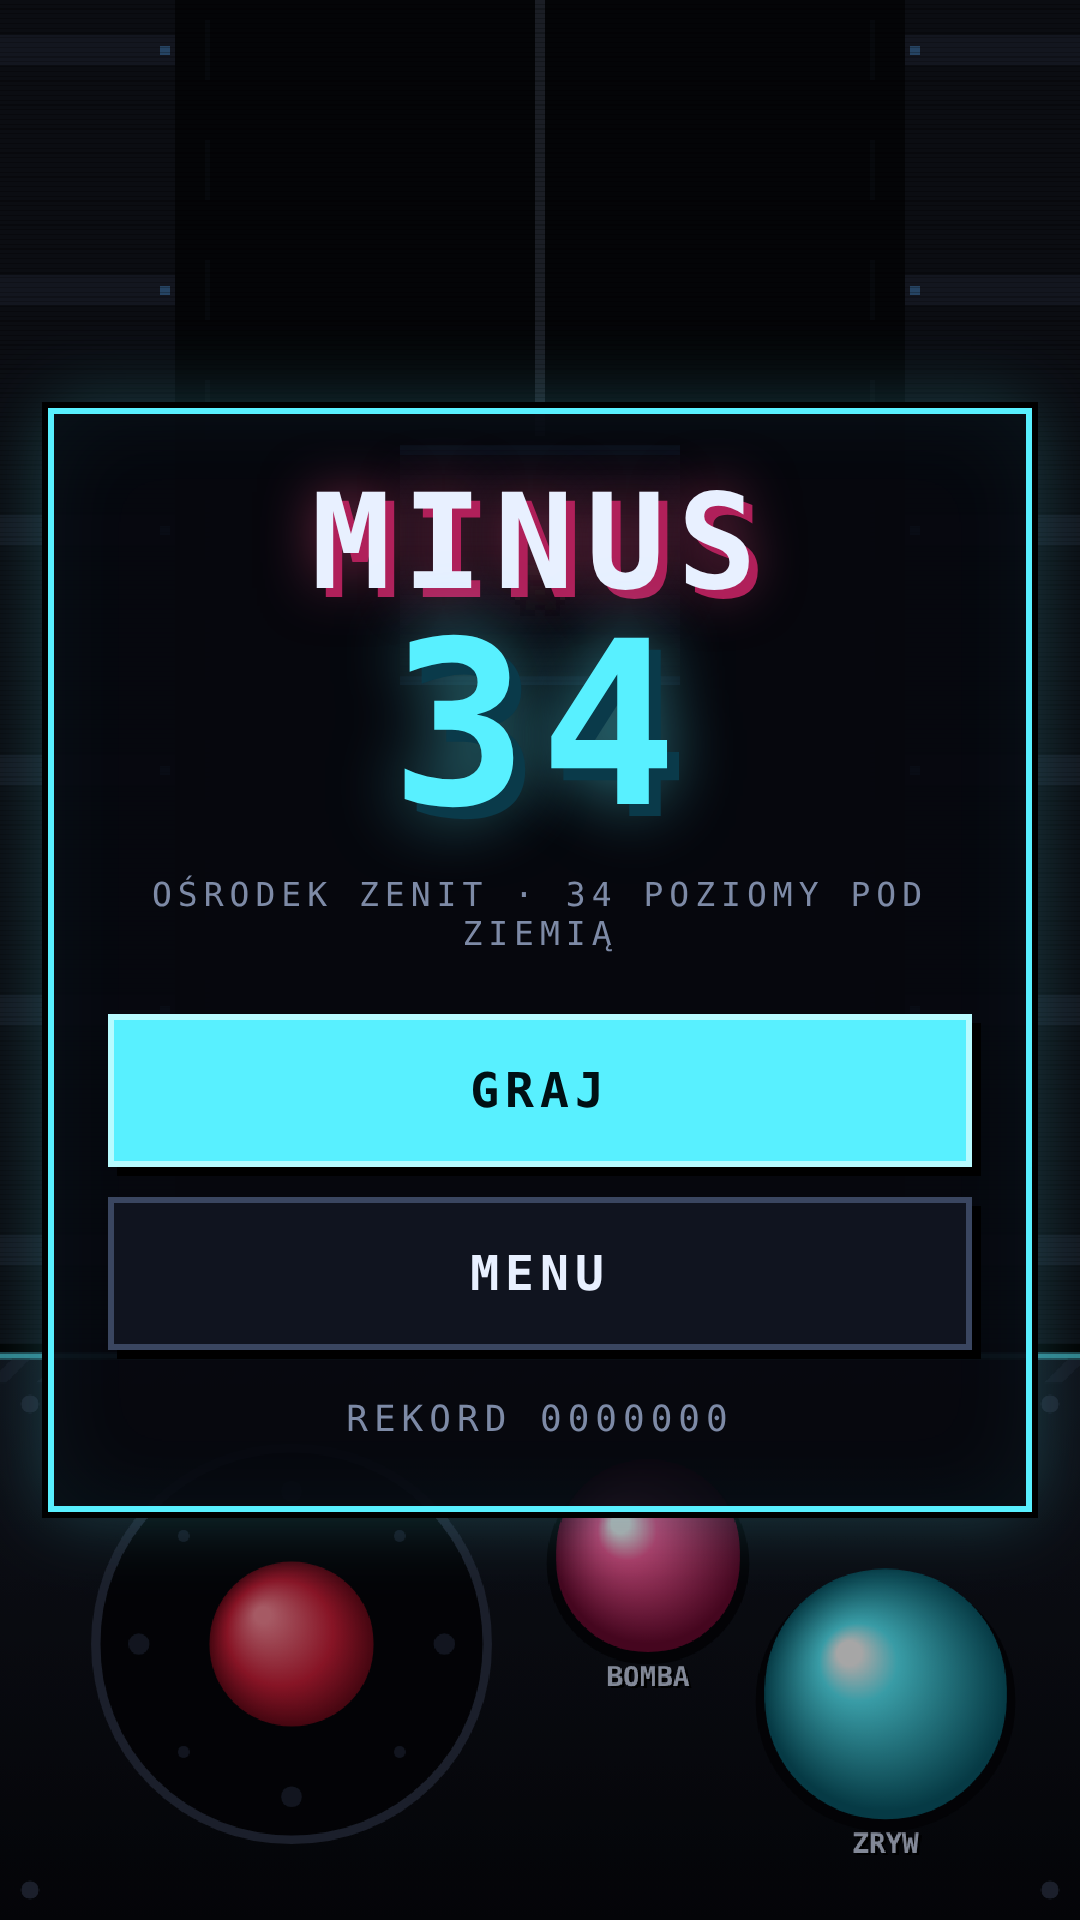 MINUS
34
OŚRODEK ZENIT · 34 POZIOMY POD
ZIEMIĄ
GRAJ
MENU
REKORD 0000000
BOMBA
ZRYW